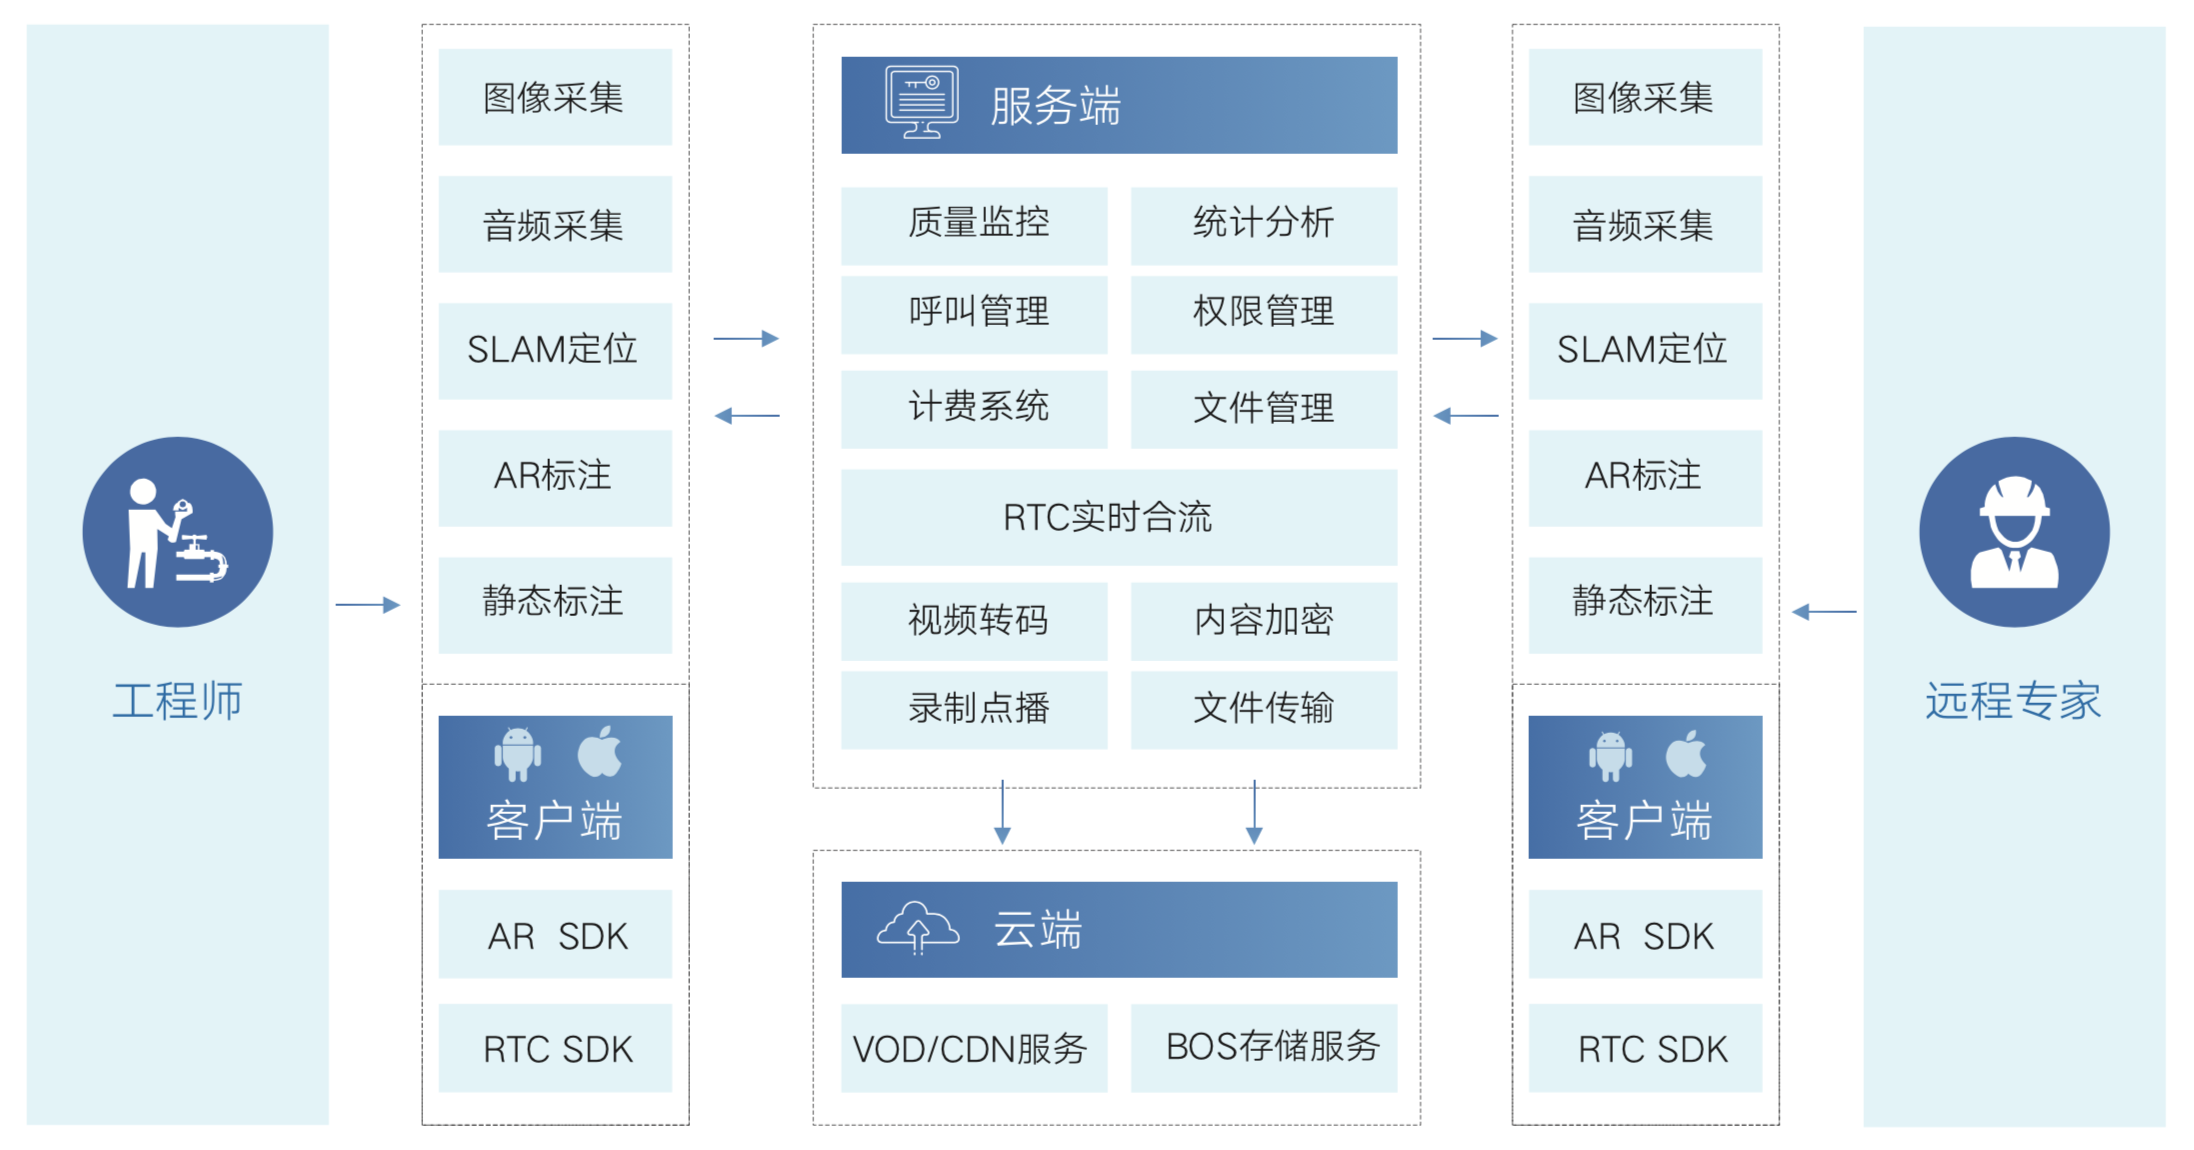 工程师
图像采集
音频采集
SLAM定位
AR标注
静态标注
客户端
AR SDK
RTC SDK
服务端
质量监控
统计分析
呼叫管理
权限管理
计费系统
文件管理
RTC实时合流
视频转码
内容加密
录制点播
文件传输
云端
VOD/CDN服务
BOS存储服务
图像采集
音频采集
SLAM定位
AR标注
静态标注
客户端
AR SDK
RTC SDK
远程专家